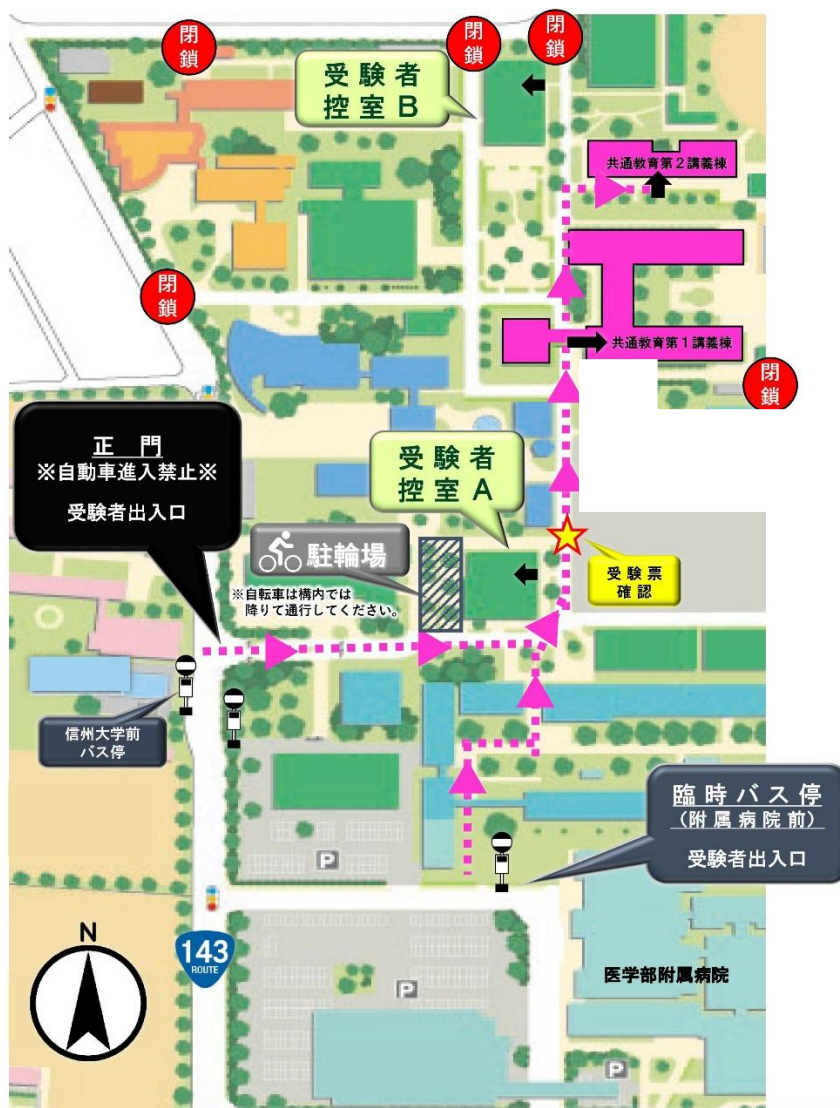 閉
鎖
閉
鎖
閉
鎖
受験者
控室B
共通教育第2講義棟
閉
鎖
共通教育第1講義棟
閉
鎖
正門
※自動車進入禁止※
受験者出入口
受験者
控室A
駐輪場
※自転車は構内では
降りて通行してください。
受験票
確認
信州大学前
バス停
臨時バス停
(附属病院前)
受験者出入口
P
N
143
ROUTE
P
医学部附属病院
P